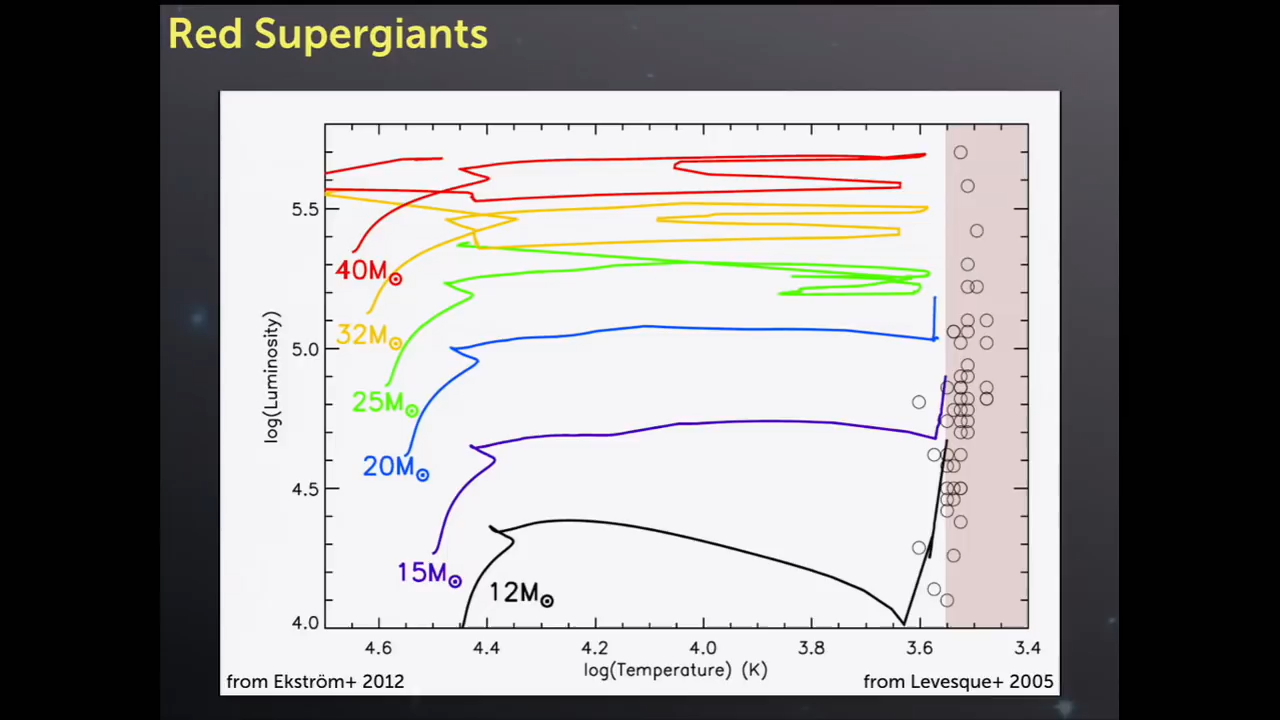 Red Supergiants
5.5
5.0
4.5
4.0
log(Luminosity)
40M☉
32M☉
25M☉
20M☉
15M☉
12M☉
4.6 4.4 4.2 4.0 3.8 3.6 3.4
log(Temperature) (K)
from Ekström+ 2012
from Levesque+ 2005